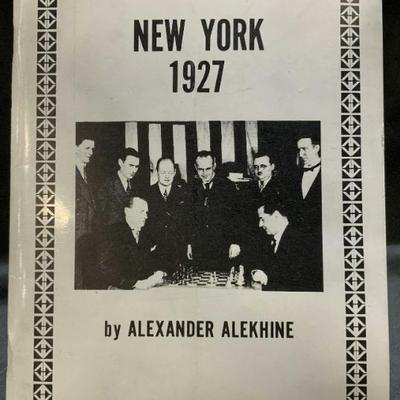 NEW YORK
1927
by ALEXANDER ALEKHINE